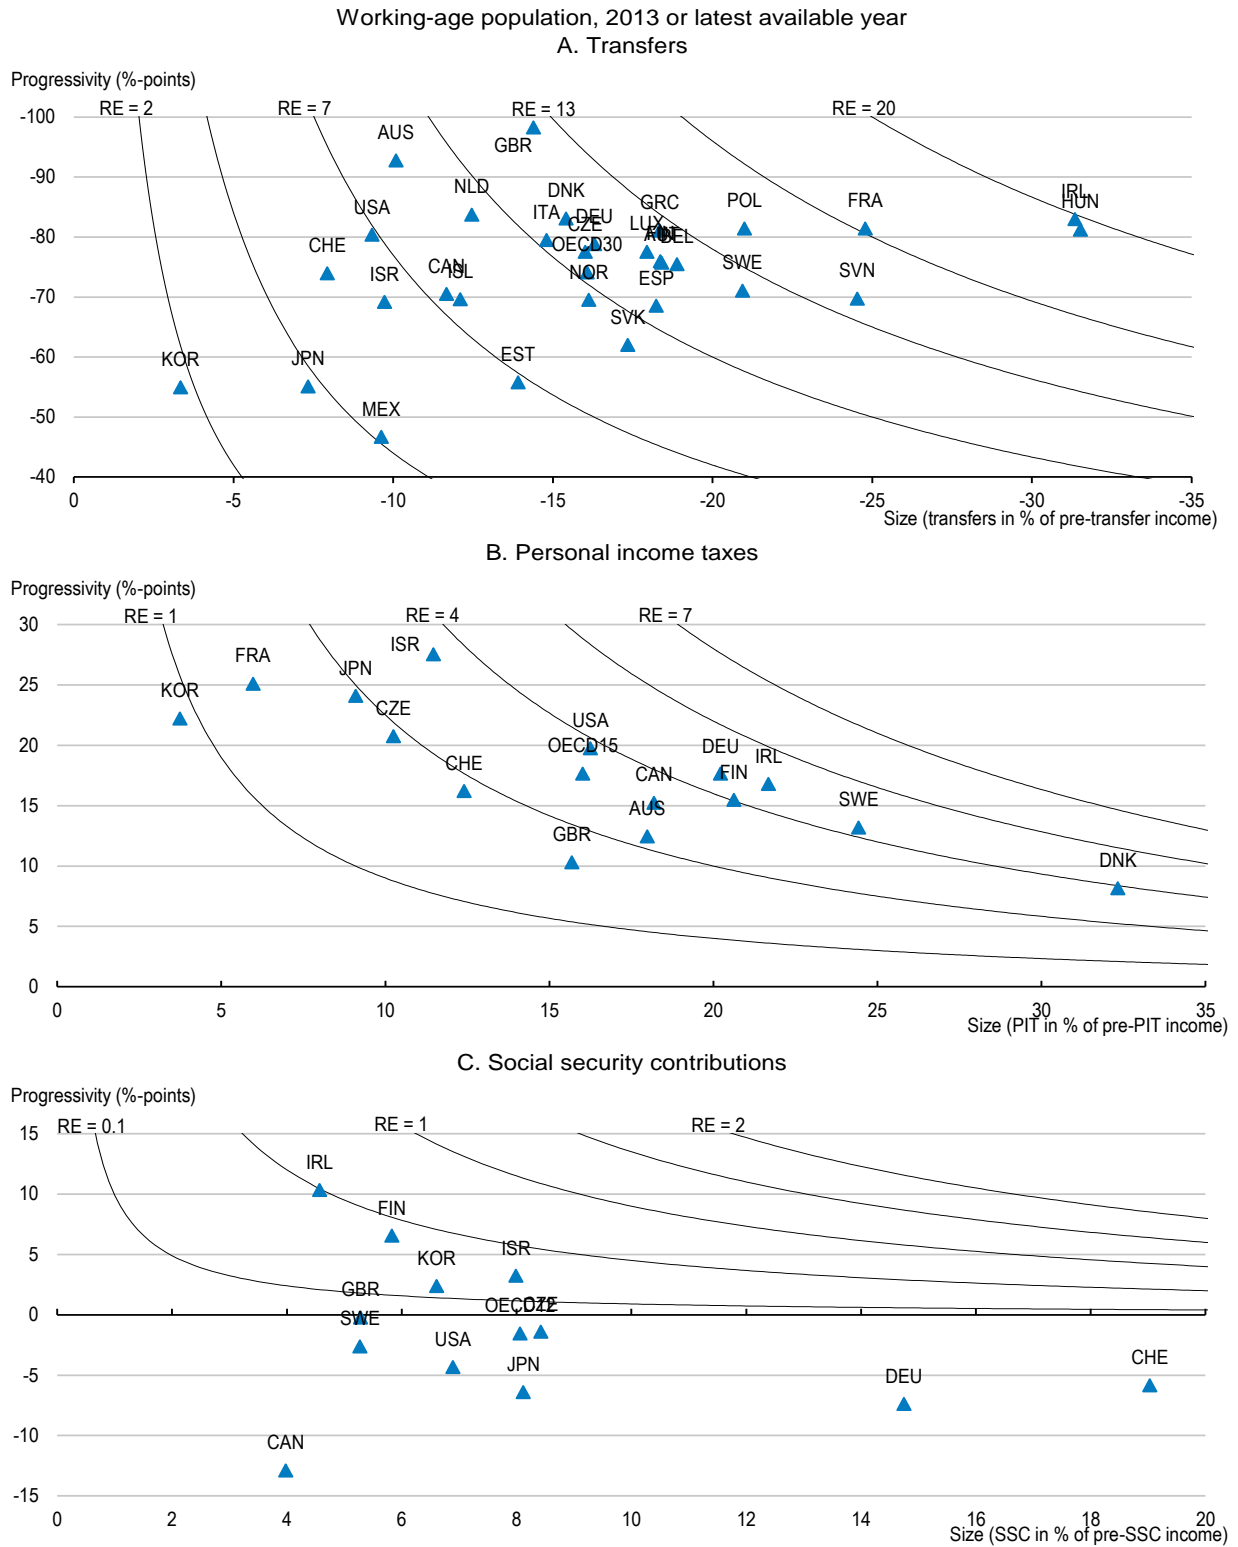 Working-age population, 2013 or latest available year
A. Transfers
Progressivity (%-points)
RE = 2
RE = 7
RE = 13
RE = 20
-100
AUS
GBR
-90
NLD
DNK
GRC
POL
FRA
IRL
HUN
USA
ITA
DEU
CZE
LUX
BEL
-80
CHE
OECD30
ISR
CAN
ISL
NOR
ESP
SWE
SVN
-70
SVK
-60
KOR
JPN
EST
-50
MEX
-40
0 -5 -10 -15 -20 -25 -30 -35
Size (transfers in % of pre-transfer income)
B. Personal income taxes
Progressivity (%-points)
RE = 1
RE = 4
RE = 7
30
ISR
FRA
25
KOR
JPN
CZE
USA
20
OECD15
DEU
IRL
CHE
CAN
FIN
15
AUS
SWE
GBR
10
DNK
5
0
0 5 10 15 20 25 30 35
Size (PIT in % of pre-PIT income)
C. Social security contributions
Progressivity (%-points)
RE = 0.1
RE = 1
RE = 2
15
IRL
10
FIN
5
KOR
ISR
GBR
0
SWE
OECD12
CZE
USA
JPN
-5
DEU
CHE
-10
CAN
-15
0 2 4 6 8 10 12 14 16 18 20
Size (SSC in % of pre-SSC income)